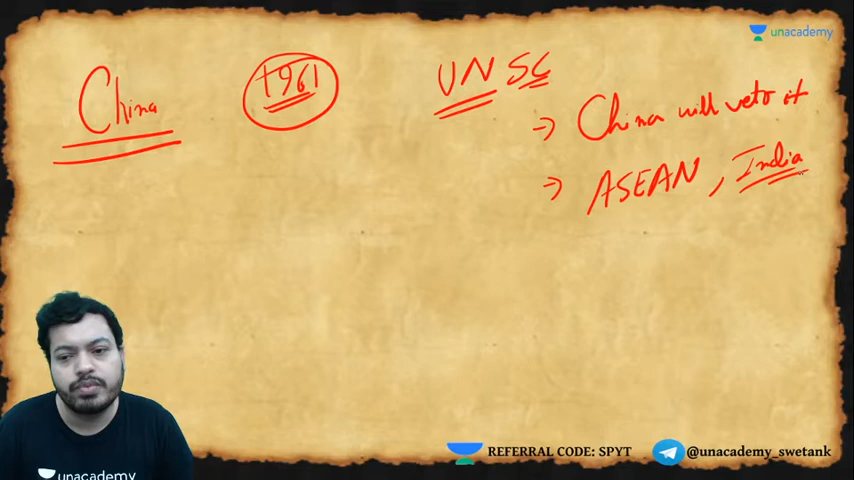 unacademy
China
1961
UNSC
→ China will veto it
→ ASEAN, India
unacademy
REFERRAL CODE: SPYT
@unacademy_swetank